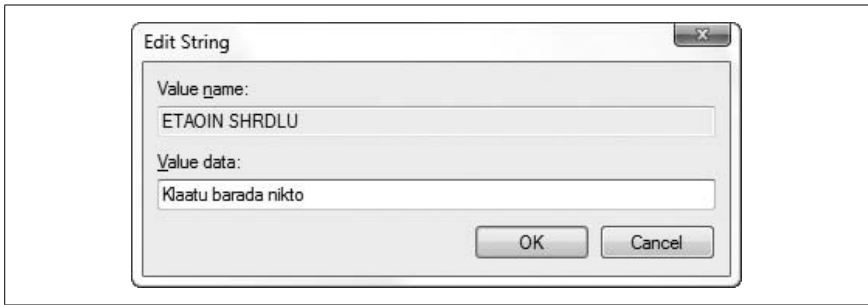 Edit String
Value name:
ETAOIN SHRDLU
Value data:
Klaatu barada nikto
OK Cancel